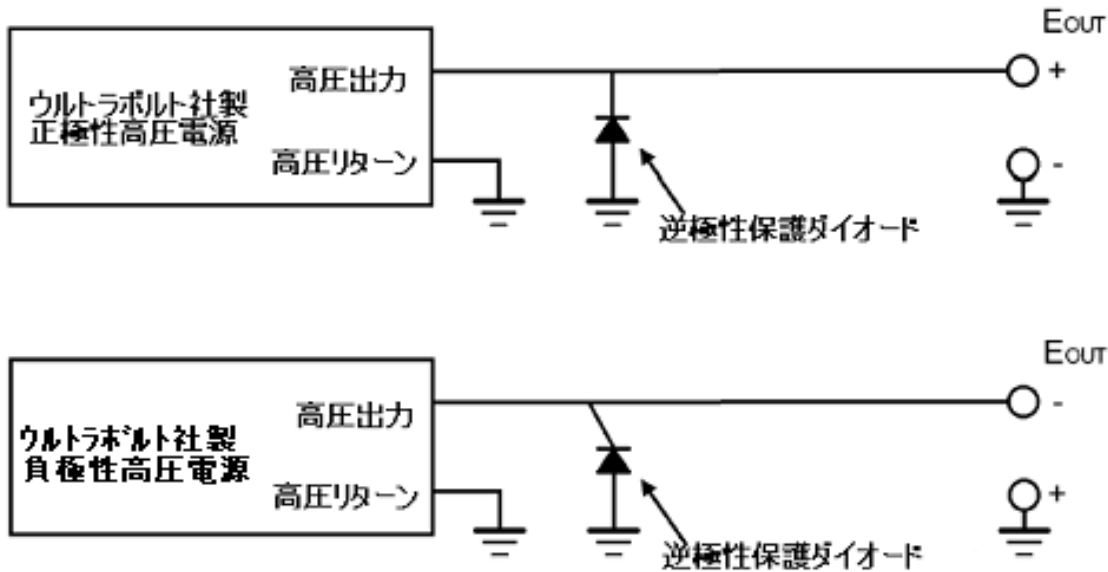 EOUT
高圧出力
+
ウルトラボルト社製
正極性高圧電源
高圧リターン
-
逆極性保護ダイオード
EOUT
高圧出力
-
ウルトラボルト社製
負極性高圧電源
高圧リターン
+
逆極性保護ダイオード